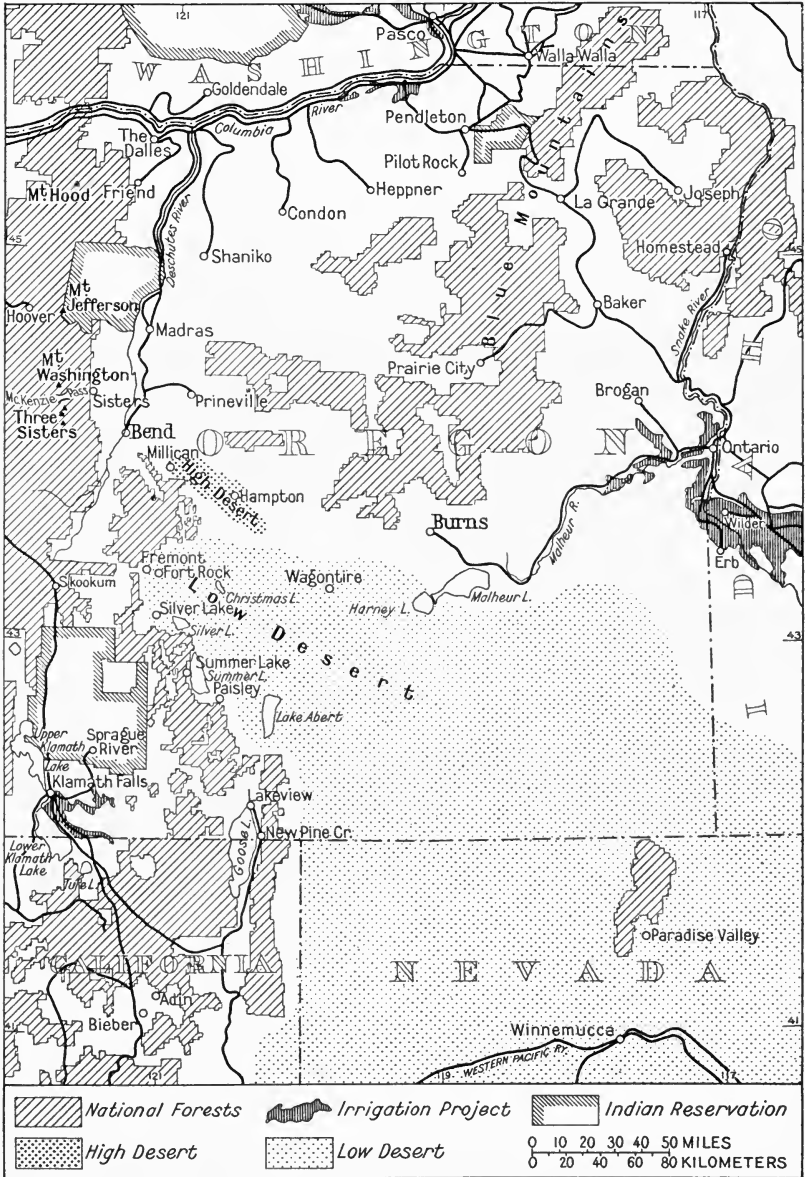 121
117
Pasco
WASHINGTON
Walla-Walla
Goldendale
River
Columbia
Pendleton
The
Dalles
Pilot Rock
Mt. Hood
Friend
Heppner
Condon
La Grande
Joseph
Deschutes River
Blue Mountains
45
Shaniko
Homestead
45
Mt
Jefferson
Hoover
Madras
Baker
Snake River
IDAHO
Mt
Washington
Prairie City
McKenzie Pass
Sisters
Prineville
Brogan
Three
Sisters
Bend
OREGON
Ontario
Millican
High Desert
Hampton
Burns
Malheur R.
Wilder
Erb
Fremont
Fort Rock
Skookum
Wagontire
Christmas L.
Low Desert
Harney L.
Malheur L.
Silver Lake
Silver L.
43
43
Summer Lake
Summer L.
Paisley
Lake Abert
Upper
Klamath
Lake
Sprague
River
Klamath Falls
Lakeview
New Pine Cr.
Goose L.
Lower
Klamath
Lake
Tule L.
Paradise Valley
CALIFORNIA
NEVADA
Adin
Bieber
41
41
Winnemucca
WESTERN PACIFIC RY.
121
119
117
National Forests
Irrigation Project
Indian Reservation
High Desert
Low Desert
0 10 20 30 40 50 MILES
0 20 40 60 80 KILOMETERS